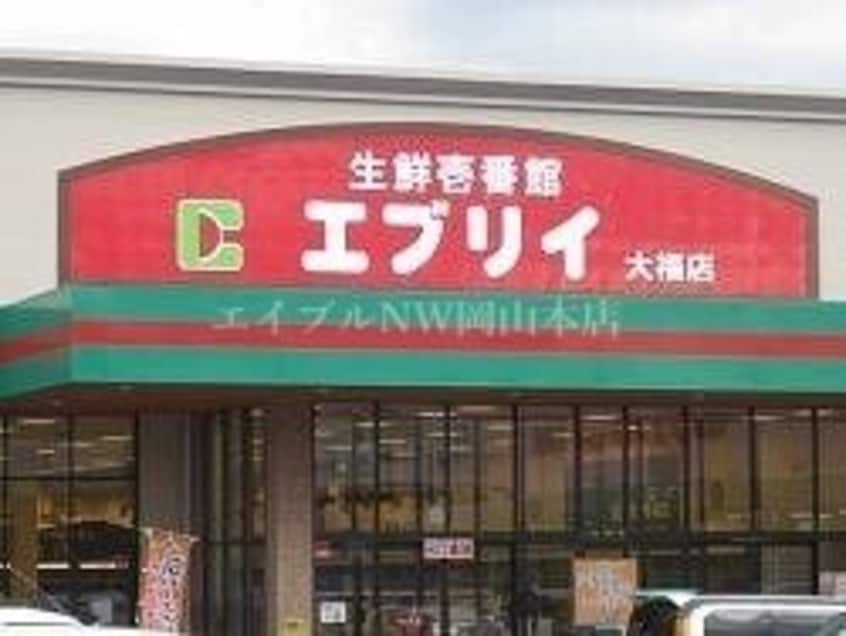 生鮮壱番館
エブリイ
大福店
エイブルNW岡山本店